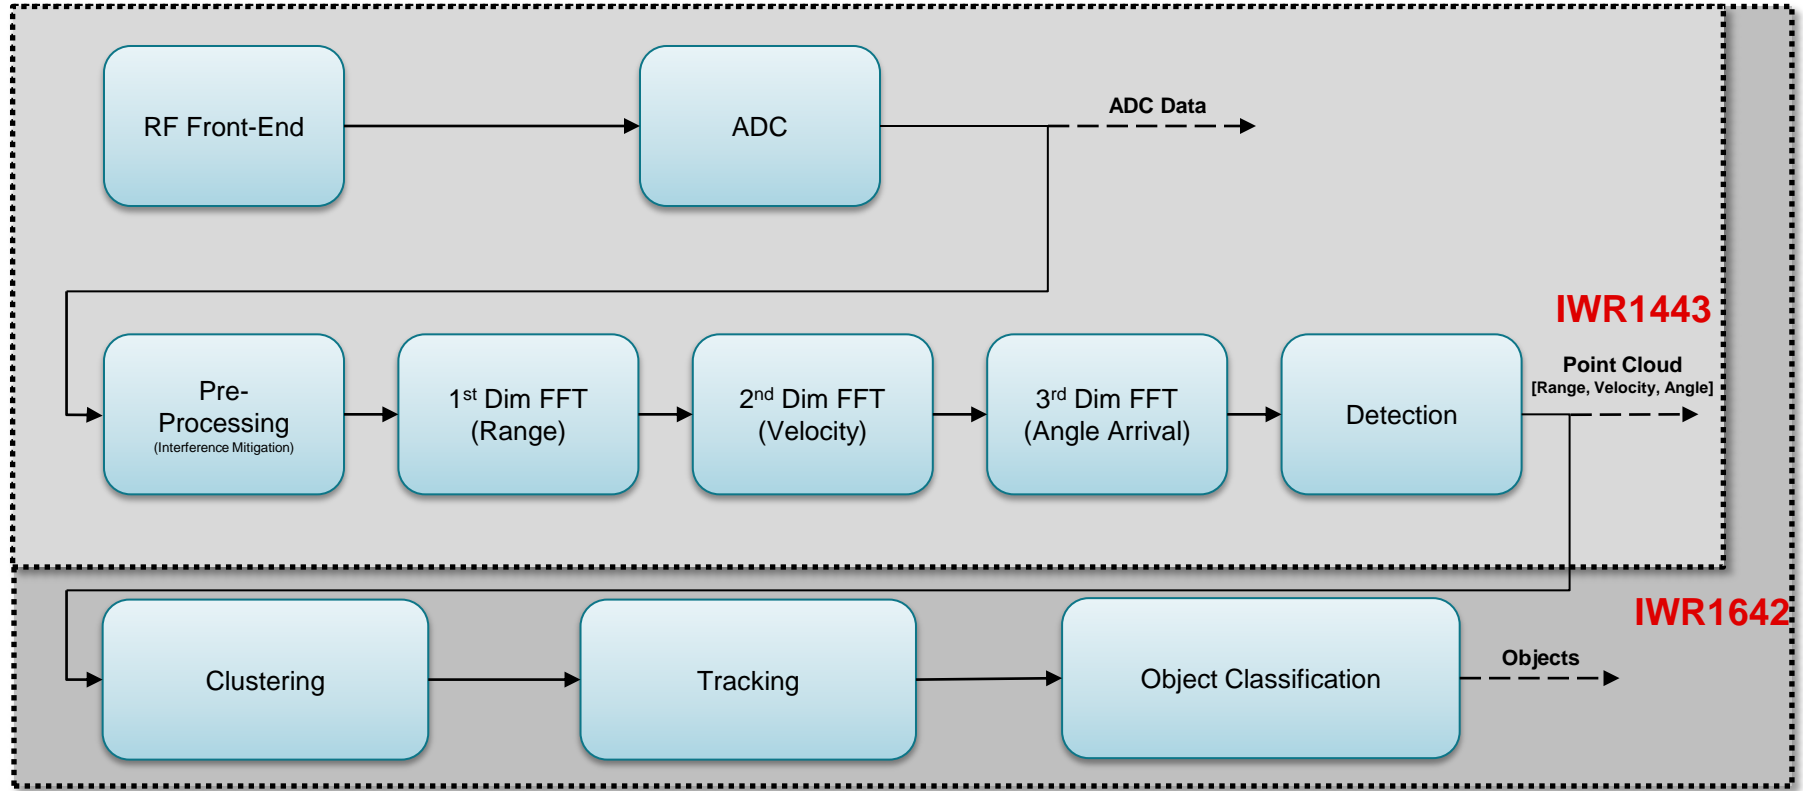 RF Front-End
ADC
ADC Data
IWR1443
Pre-
Processing
(Interference Mitigation)
1st Dim FFT
(Range)
2nd Dim FFT
(Velocity)
3rd Dim FFT
(Angle Arrival)
Detection
Point Cloud
[Range, Velocity, Angle]
IWR1642
Clustering
Tracking
Object Classification
Objects